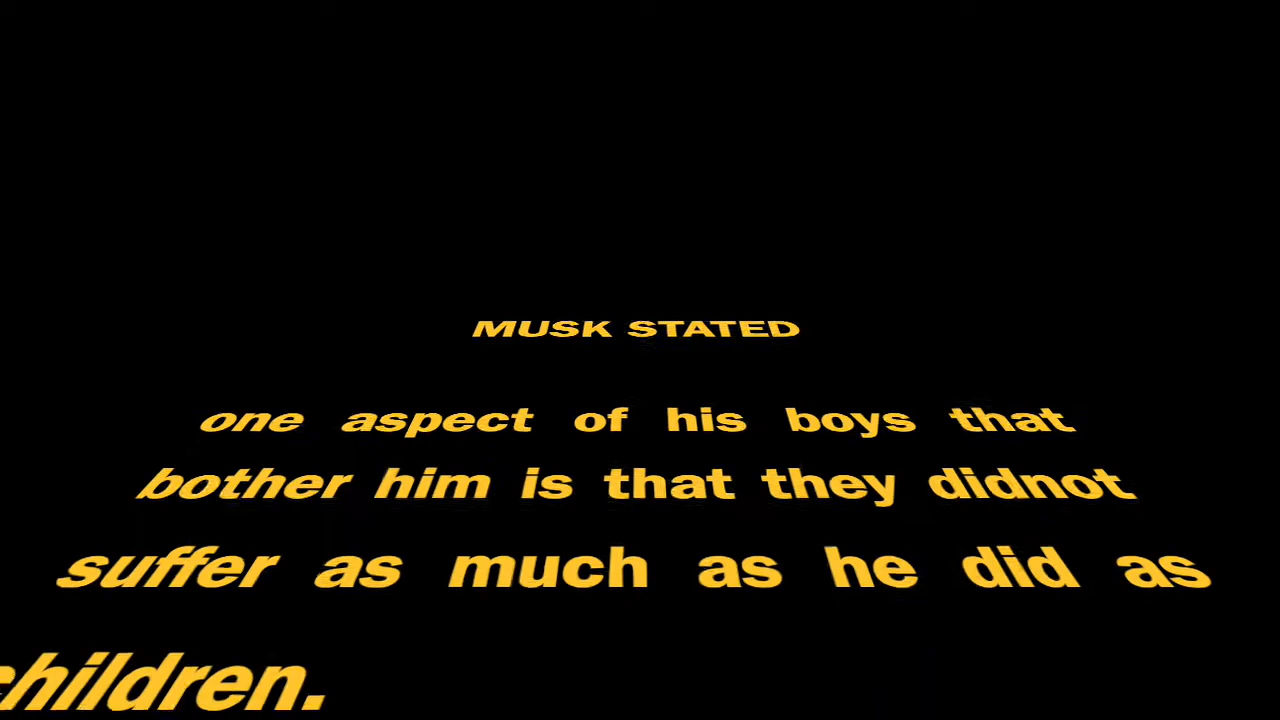 MUSK STATED
one aspect of his boys that
bother him is that they didnot
suffer as much as he did as
children.